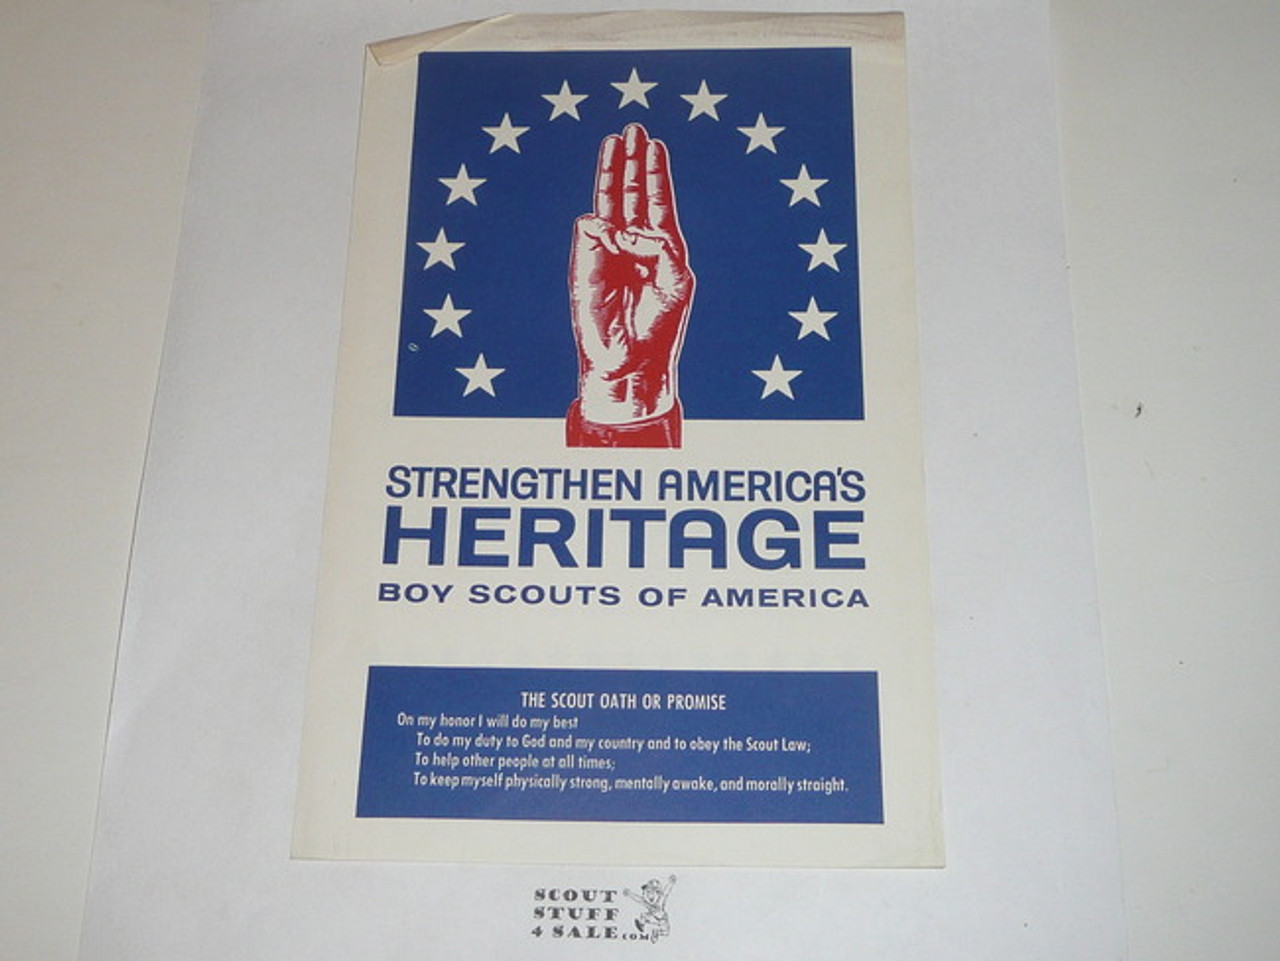 STRENGTHEN AMERICA'S
HERITAGE
BOY SCOUTS OF AMERICA
THE SCOUT OATH OR PROMISE
On my honor I will do my best
To do my duty to God and my country and to obey the Scout Law;
To help other people at all times;
To keep myself physically strong, mentally awake, and morally straight.
SCOUT
STUFF
4 SALE.COM